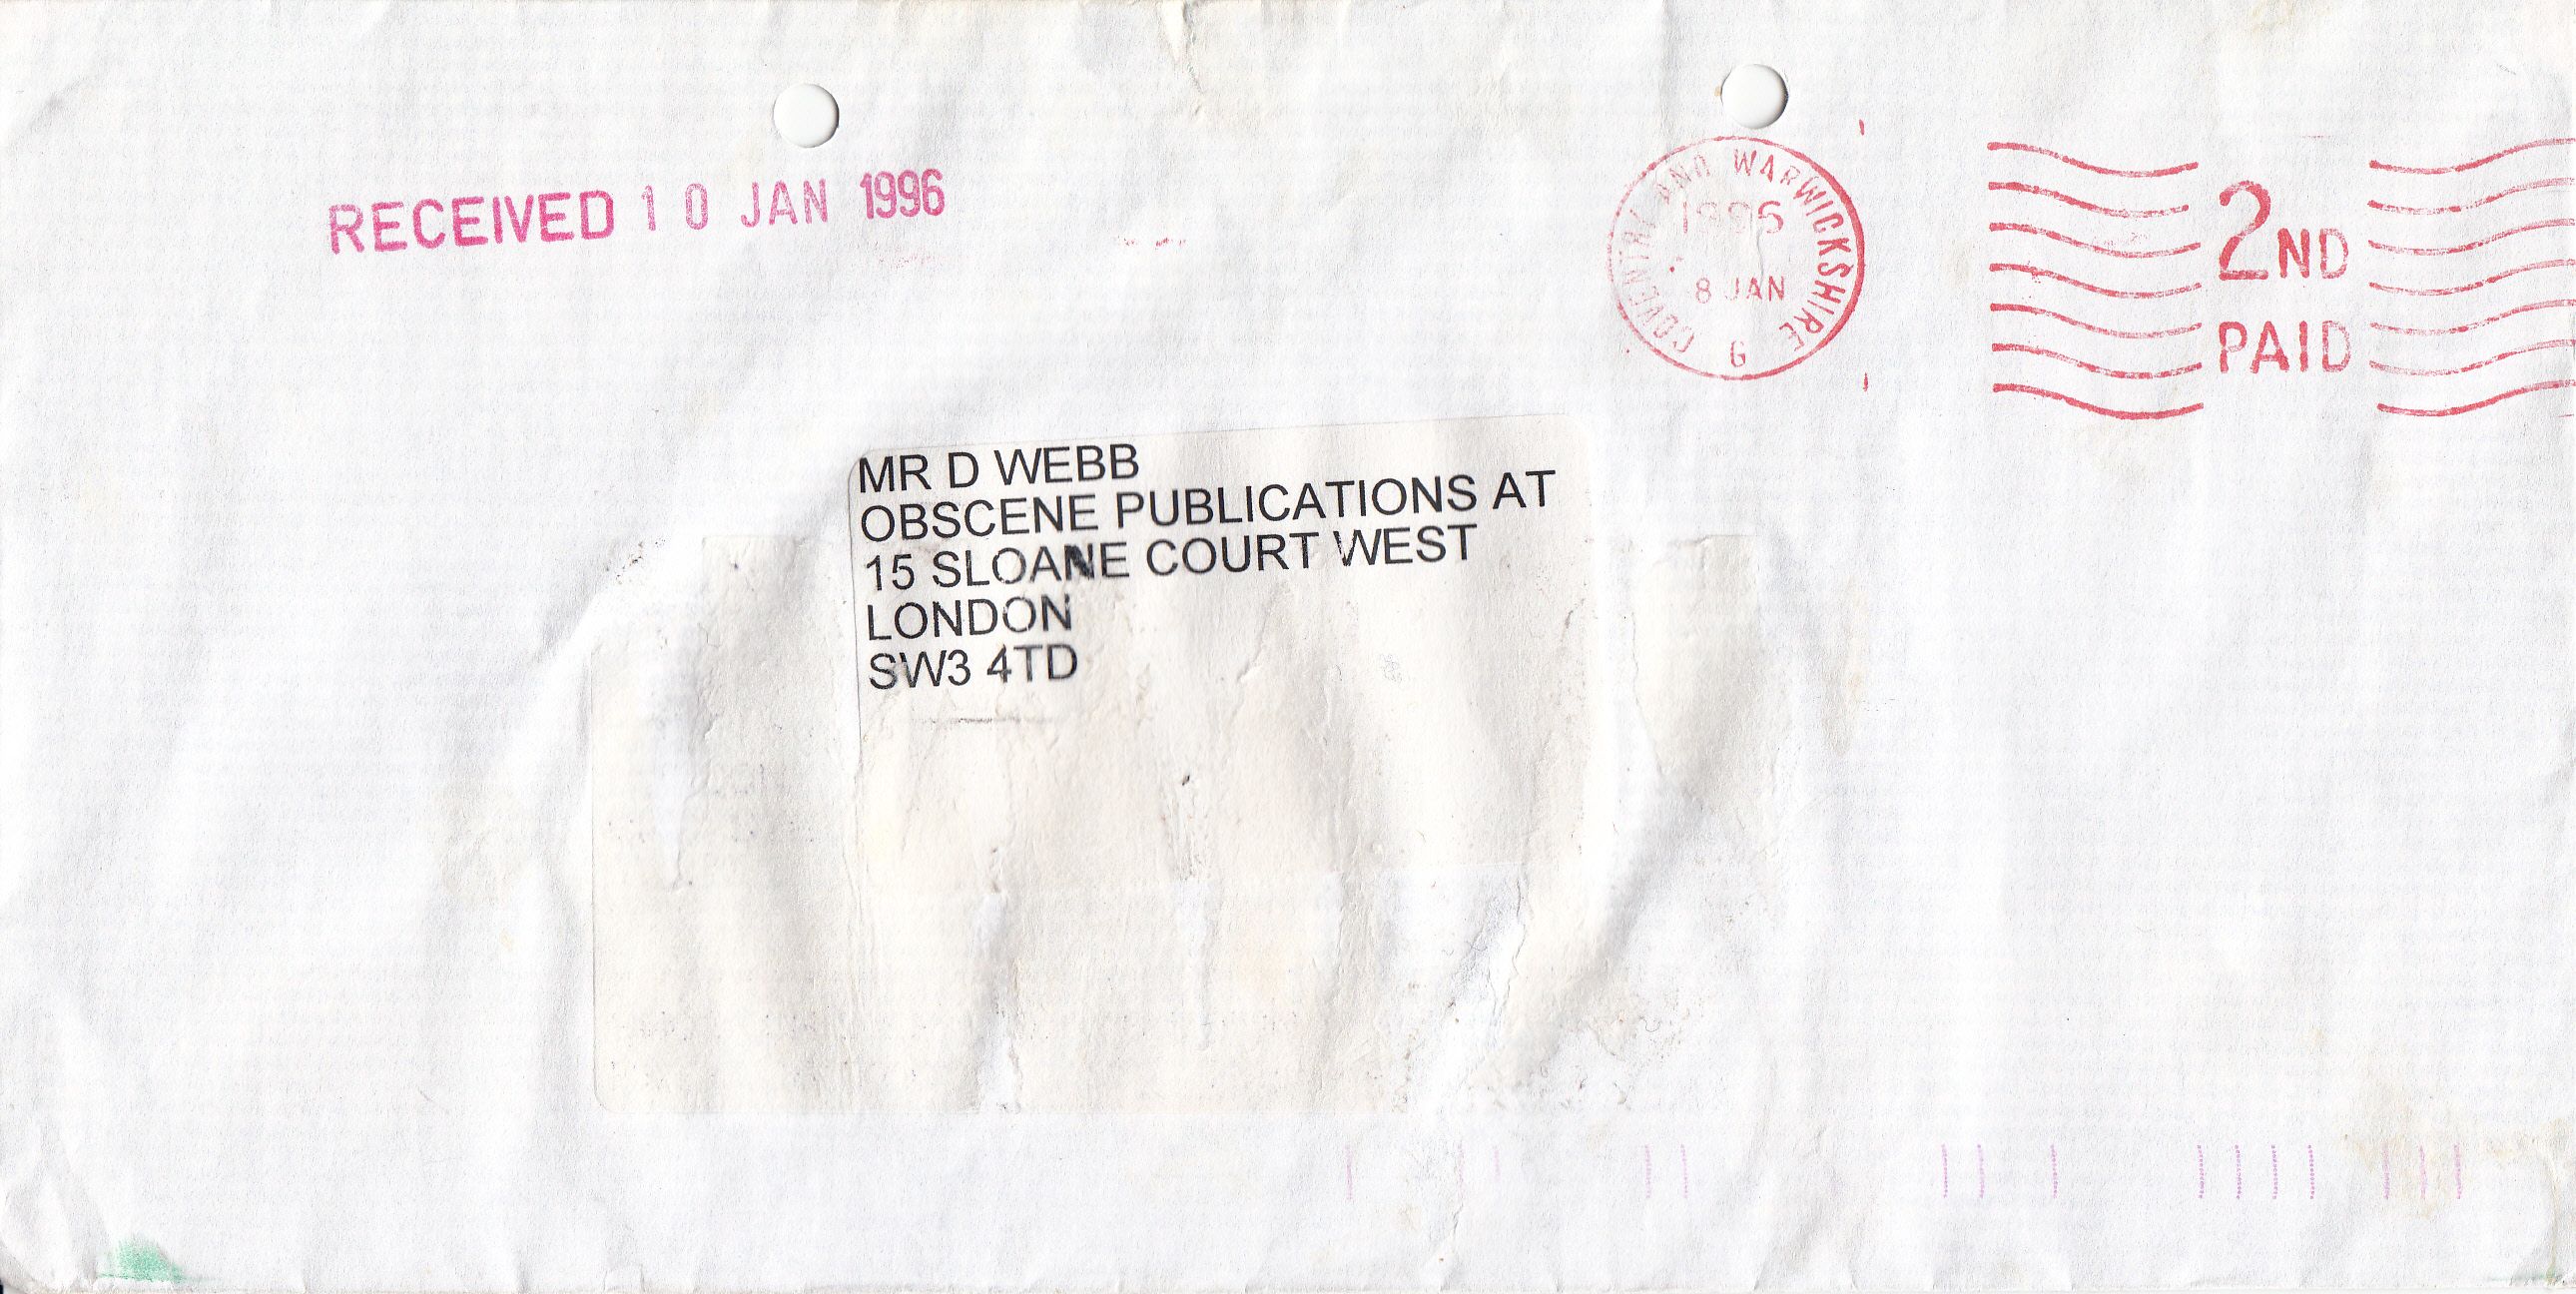 RECEIVED 10 JAN 1996
COVENTRY AND WARWICKSHIRE
1996
8 JAN
G
2ND
PAID
MR D WEBB
OBSCENE PUBLICATIONS AT
15 SLOANE COURT WEST
LONDON
SW3 4TD